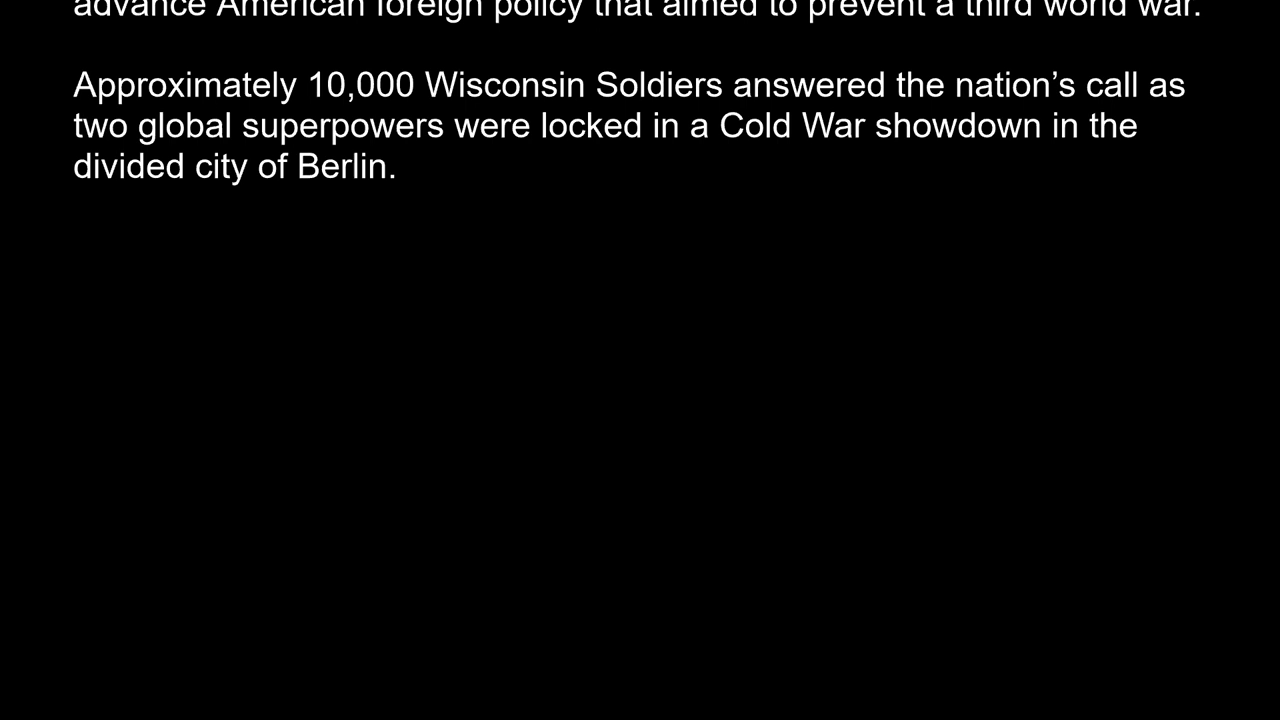 advance American foreign policy that aimed to prevent a third world war.
Approximately 10,000 Wisconsin Soldiers answered the nation’s call as
two global superpowers were locked in a Cold War showdown in the
divided city of Berlin.